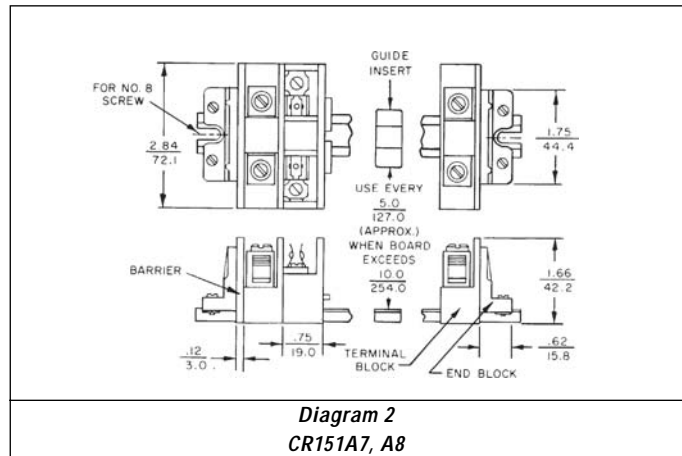 GUIDE
INSERT
FOR NO. 8
SCREW
2.84
72.1
1.75
44.4
USE EVERY
5.0
127.0
(APPROX.)
WHEN BOARD
EXCEEDS
10.0
254.0
BARRIER
1.66
42.2
.12
3.0
.75
19.0
TERMINAL
BLOCK
END BLOCK
.62
15.8
Diagram 2
CR151A7, A8